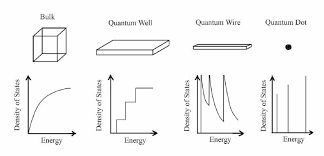 Bulk
Quantum Well
Quantum Wire
Quantum Dot
Density of States
Energy
Density of States
Energy
Density of States
Energy
Density of States
Energy